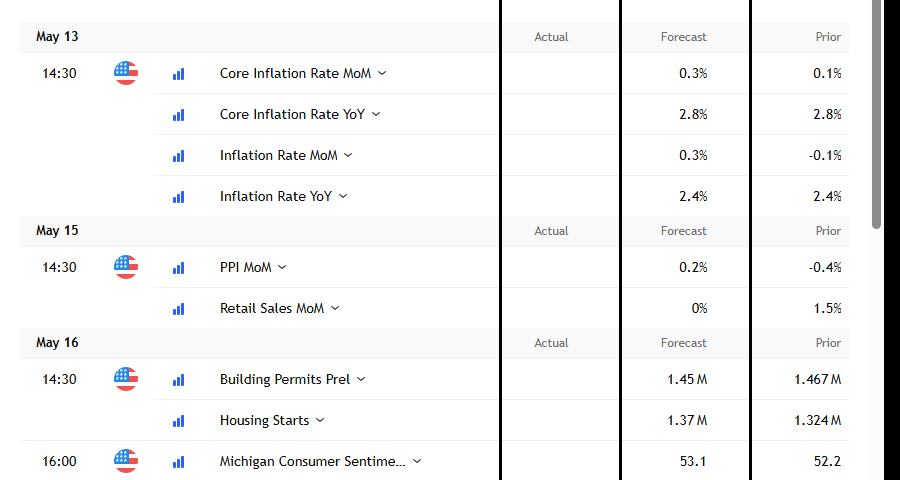 May 13 Actual Forecast Prior
14:30 Core Inflation Rate MoM 0.3% 0.1%
Core Inflation Rate YoY 2.8% 2.8%
Inflation Rate MoM 0.3% -0.1%
Inflation Rate YoY 2.4% 2.4%
May 15 Actual Forecast Prior
14:30 PPI MoM 0.2% -0.4%
Retail Sales MoM 0% 1.5%
May 16 Actual Forecast Prior
14:30 Building Permits Prel 1.45 M 1.467 M
Housing Starts 1.37 M 1.324 M
16:00 Michigan Consumer Sentime... 53.1 52.2